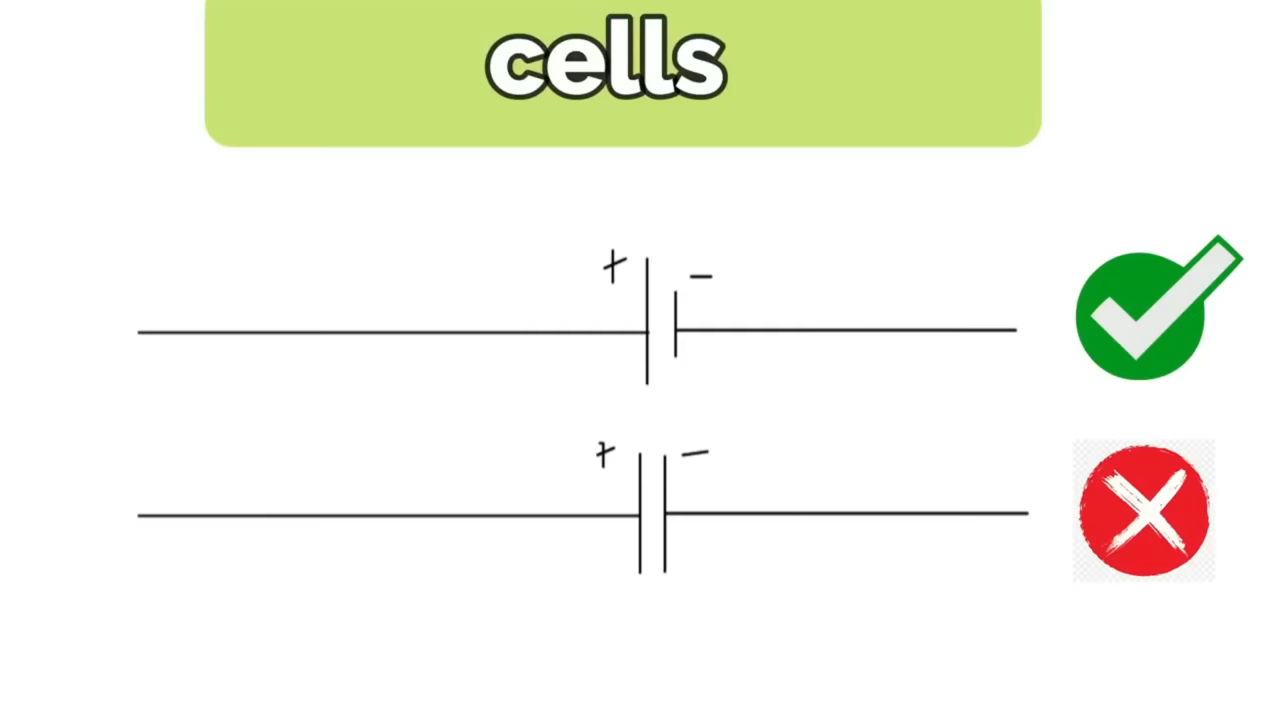 cells
+ -
+ -